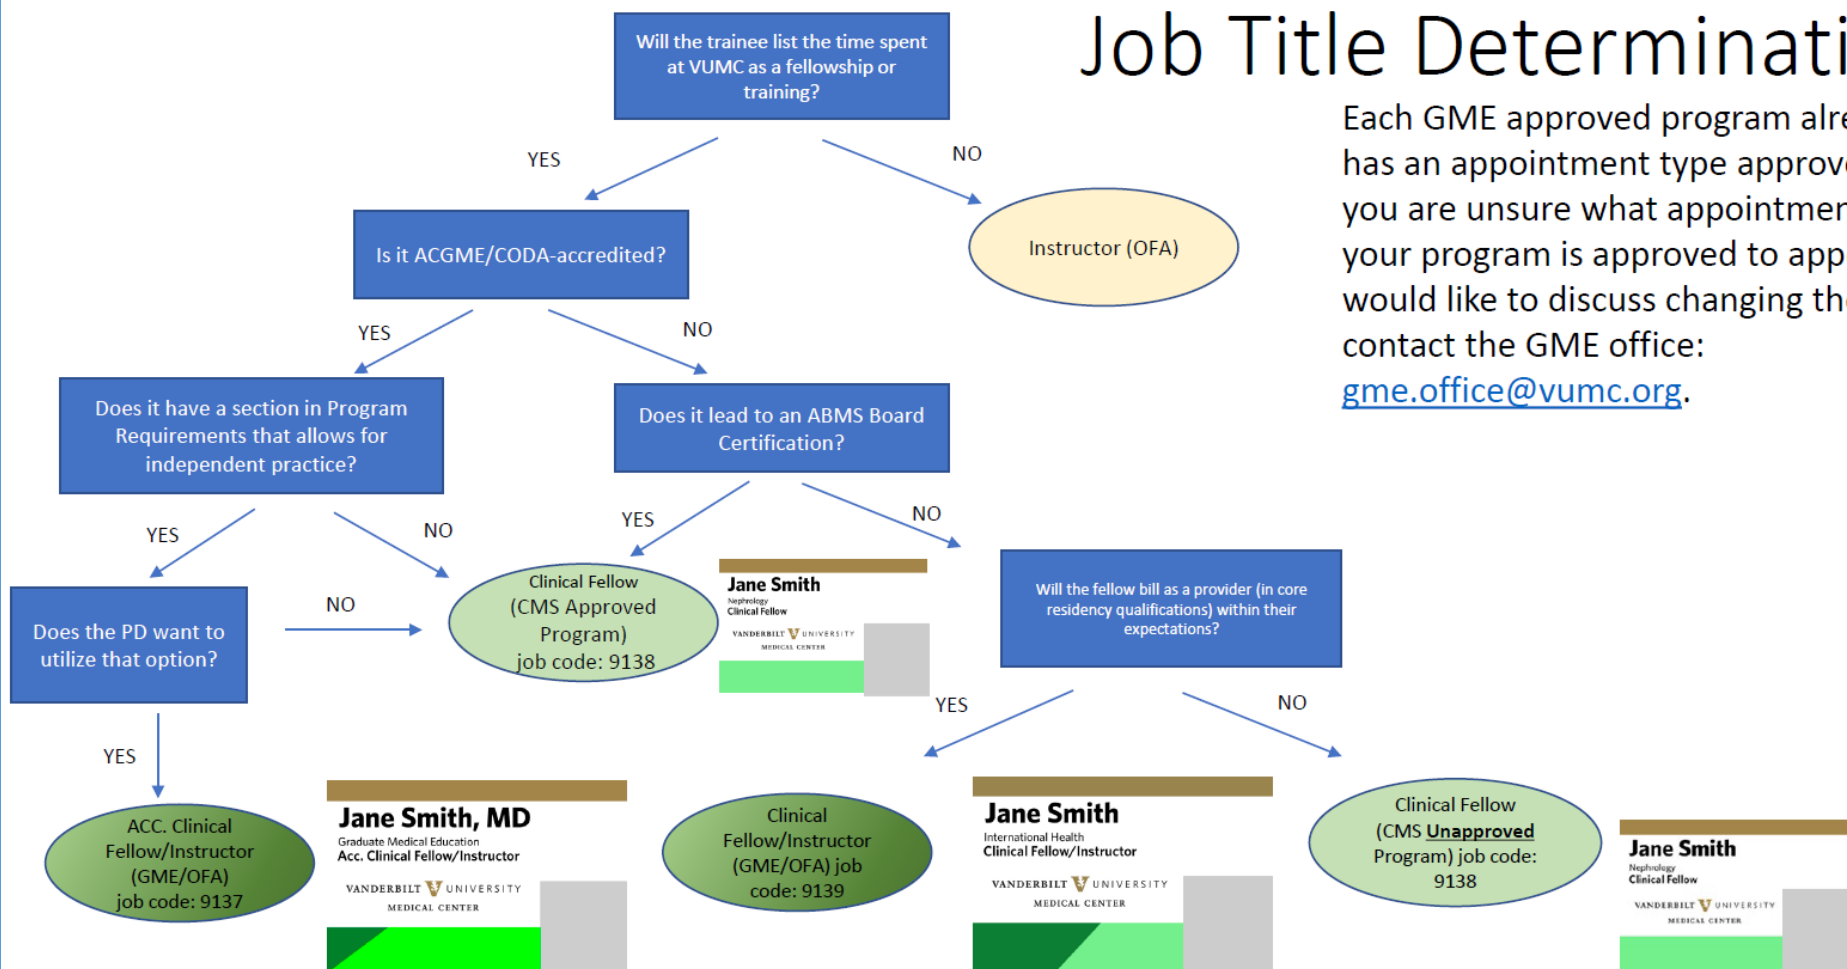 Job Title Determinati
Will the trainee list the time spent
at VUMC as a fellowship or
training?
Each GME approved program alre
has an appointment type approve
you are unsure what appointmen
your program is approved to app
would like to discuss changing the
contact the GME office:
gme.office@vumc.org.
YES
NO
Is it ACGME/CODA-accredited?
Instructor (OFA)
YES
NO
Does it have a section in Program
Requirements that allows for
independent practice?
Does it lead to an ABMS Board
Certification?
YES
NO
YES
NO
Does the PD want to
utilize that option?
NO
Clinical Fellow
(CMS Approved
Program)
job code: 9138
Jane Smith
Nephrology
Clinical Fellow
VANDERBILT V UNIVERSITY
MEDICAL CENTER
Will the fellow bill as a provider (in core
residency qualifications) within their
expectations?
YES
YES
NO
ACC. Clinical
Fellow/Instructor
(GME/OFA)
job code: 9137
Jane Smith, MD
Graduate Medical Education
Acc. Clinical Fellow/Instructor
VANDERBILT V UNIVERSITY
MEDICAL CENTER
Clinical
Fellow/Instructor
(GME/OFA) job
code: 9139
Jane Smith
International Health
Clinical Fellow/Instructor
VANDERBILT V UNIVERSITY
MEDICAL CENTER
Clinical Fellow
(CMS Unapproved
Program) job code:
9138
Jane Smith
Nephrology
Clinical Fellow
VANDERBILT V UNIVERSITY
MEDICAL CENTER